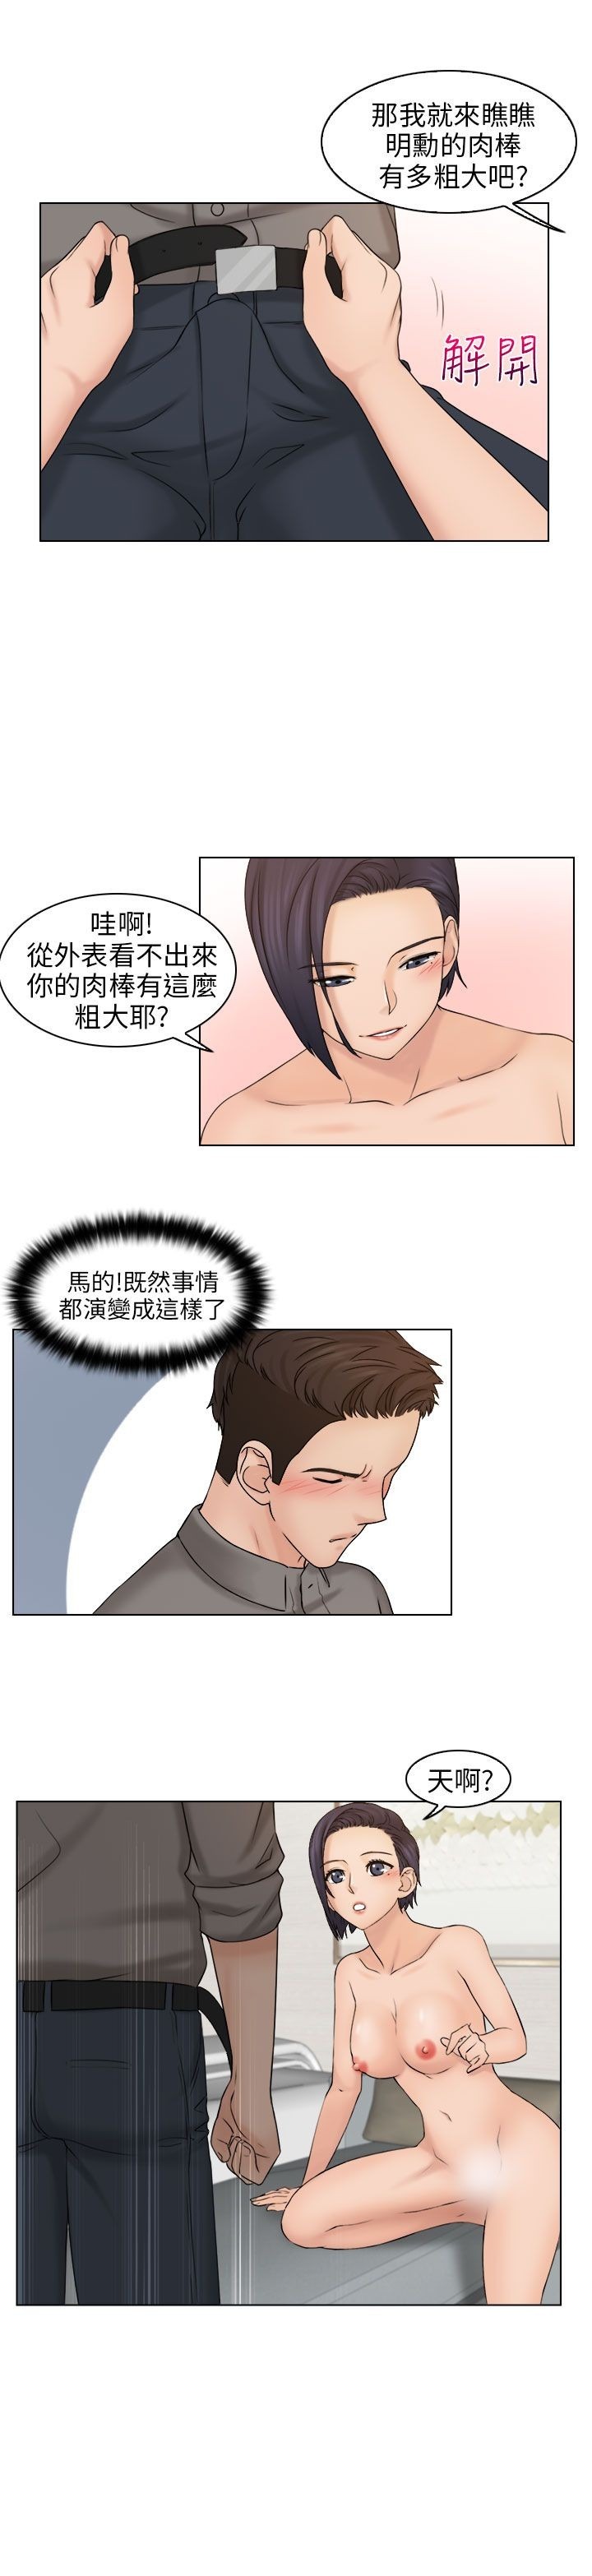 那我就來瞧瞧
明勳的肉棒
有多粗大吧?
解開
哇啊!
從外表看不出來
你的肉棒有這麼
粗大耶?
馬的!既然事情
都演變成這樣了
天啊?